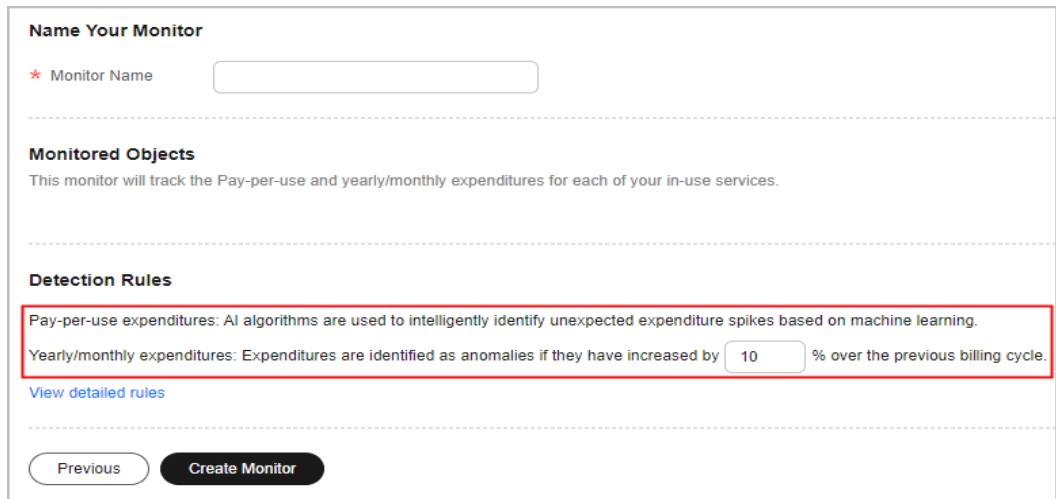 Name Your Monitor
* Monitor Name
Monitored Objects
This monitor will track the Pay-per-use and yearly/monthly expenditures for each of your in-use services.
Detection Rules
Pay-per-use expenditures: AI algorithms are used to intelligently identify unexpected expenditure spikes based on machine learning.
Yearly/monthly expenditures: Expenditures are identified as anomalies if they have increased by 10 % over the previous billing cycle.
View detailed rules
Previous Create Monitor